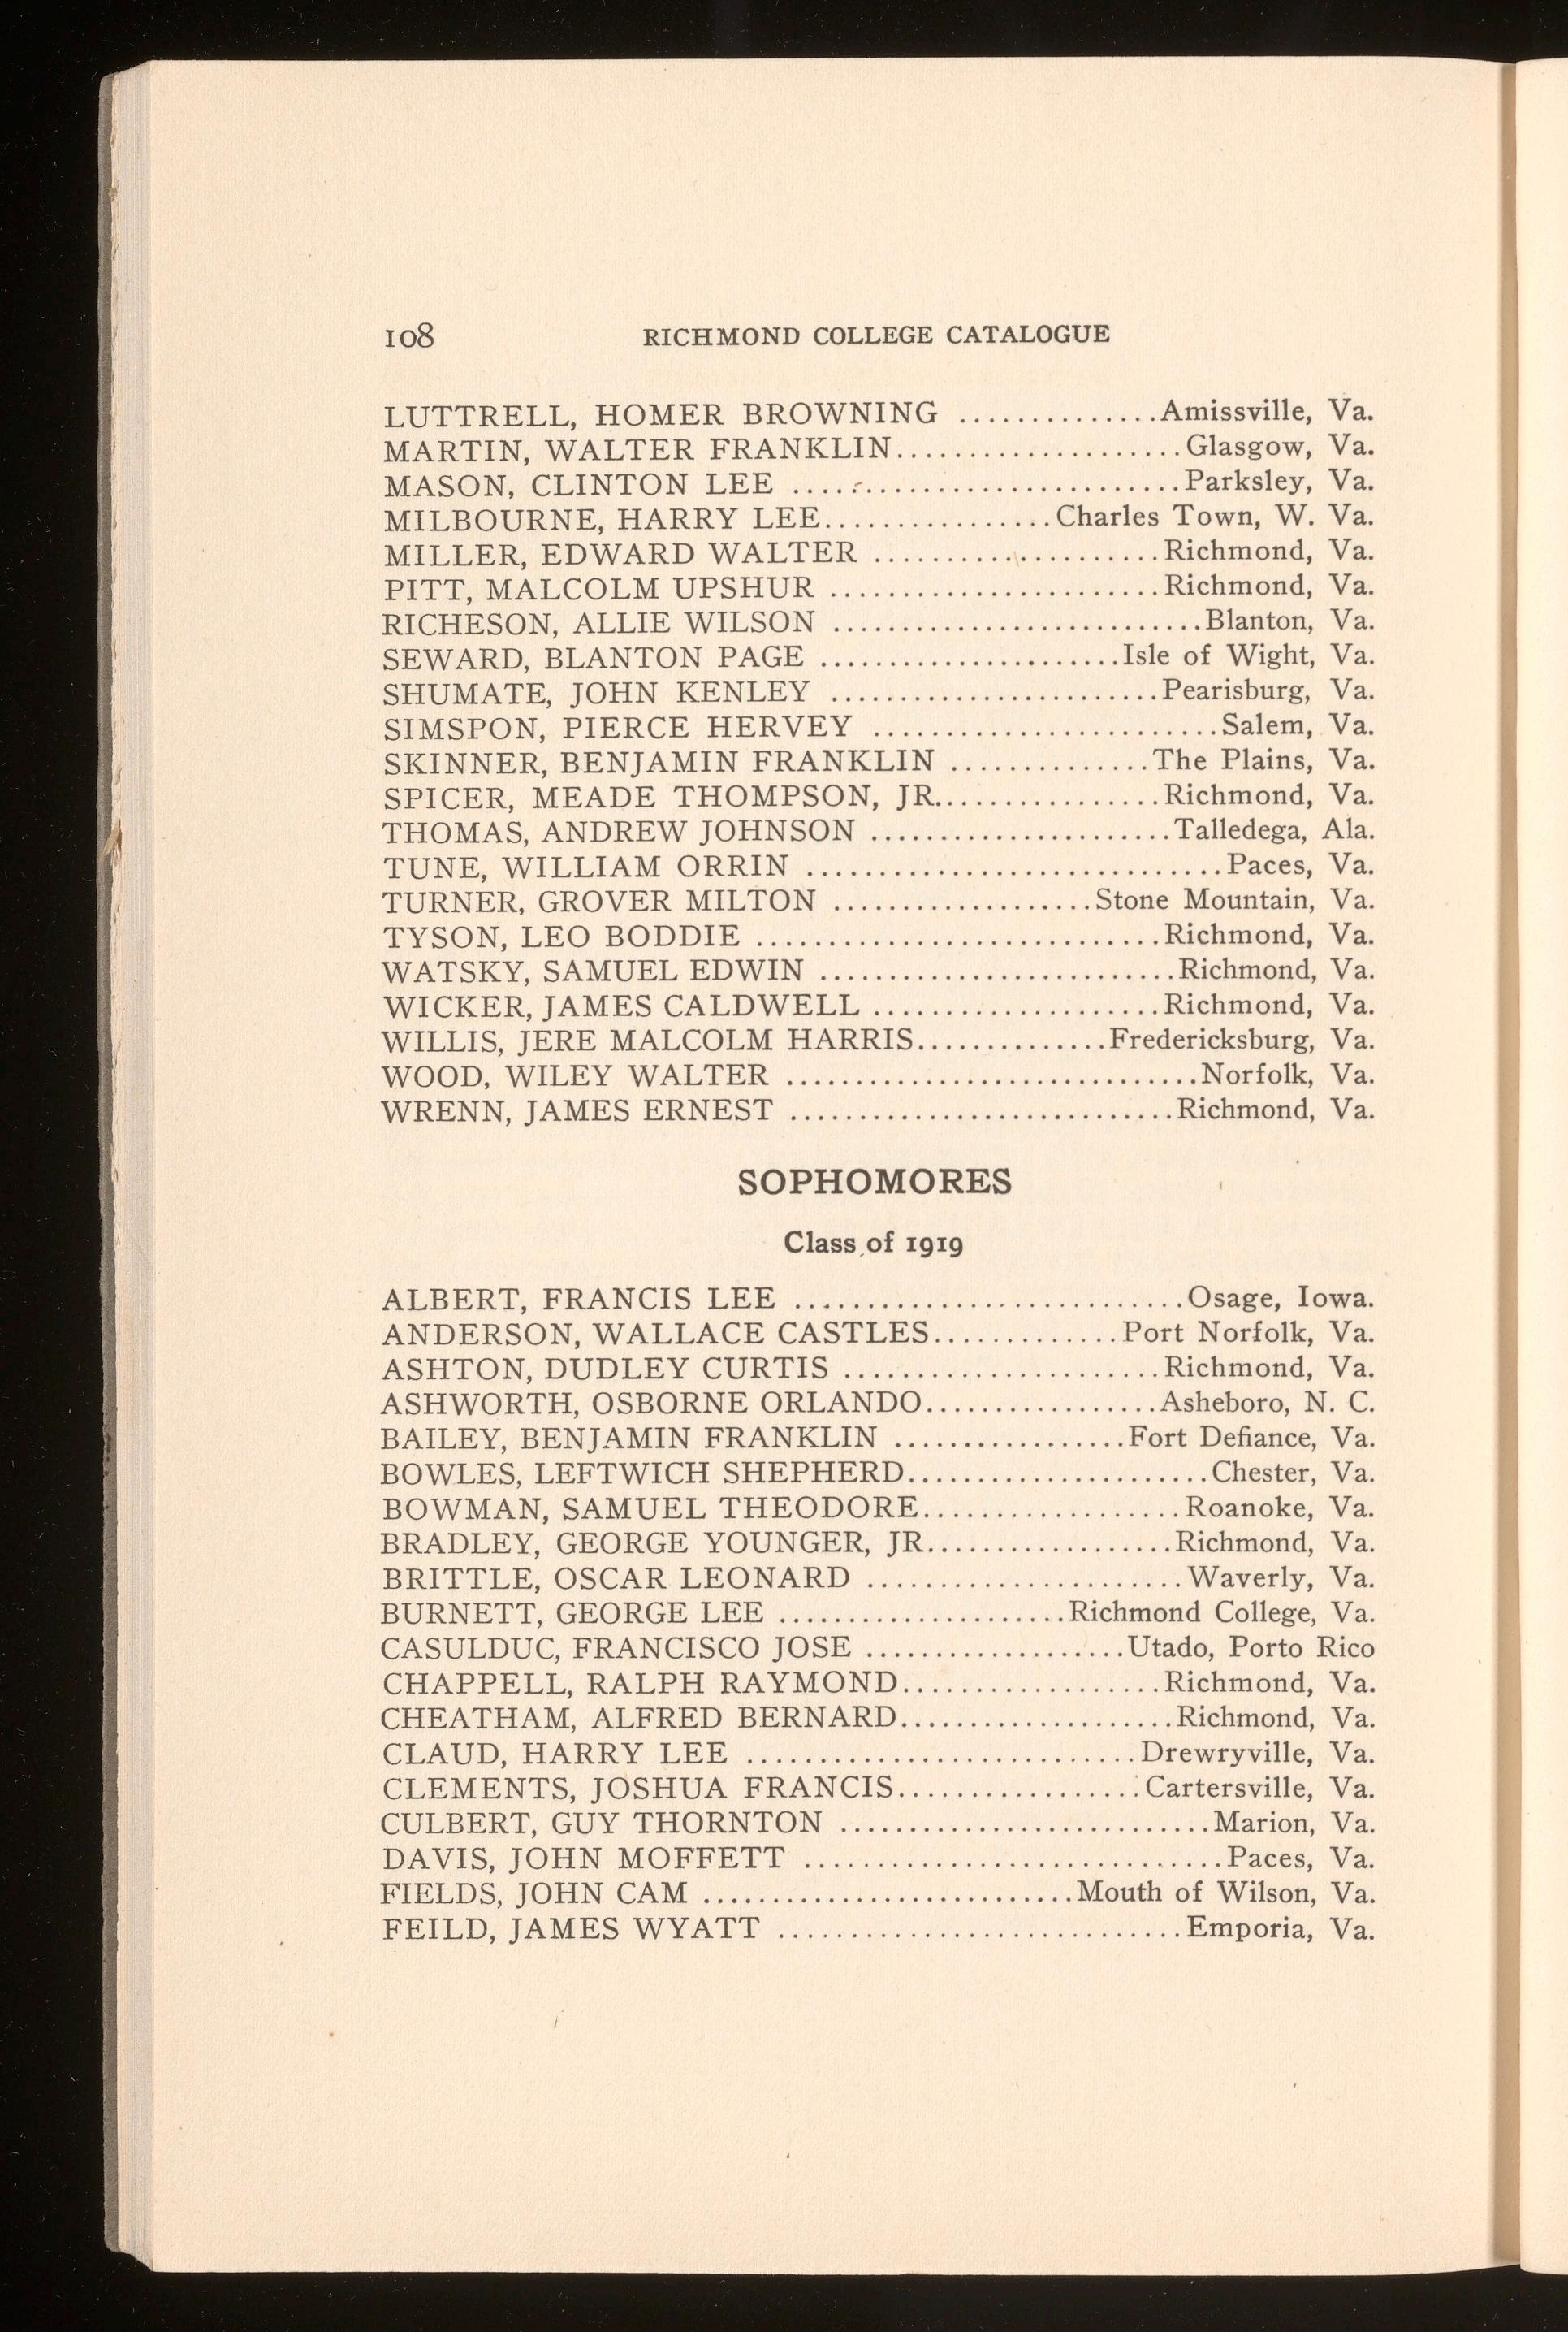 108 RICHMOND COLLEGE CATALOGUE
LUTTRELL, HOMER BROWNING ..............Amissville, Va.
MARTIN, WALTER FRANKLIN....................Glasgow, Va.
MASON, CLINTON LEE ...........................Parksley, Va.
MILBOURNE, HARRY LEE................Charles Town, W. Va.
MILLER, EDWARD WALTER ....................Richmond, Va.
PITT, MALCOLM UPSHUR .......................Richmond, Va.
RICHESON, ALLIE WILSON ..........................Blanton, Va.
SEWARD, BLANTON PAGE .....................Isle of Wight, Va.
SHUMATE, JOHN KENLEY .......................Pearisburg, Va.
SIMSPON, PIERCE HERVEY ........................Salem, Va.
SKINNER, BENJAMIN FRANKLIN ..............The Plains, Va.
SPICER, MEADE THOMPSON, JR................Richmond, Va.
THOMAS, ANDREW JOHNSON .....................Talledega, Ala.
TUNE, WILLIAM ORRIN .............................Paces, Va.
TURNER, GROVER MILTON ..................Stone Mountain, Va.
TYSON, LEO BODDIE ............................Richmond, Va.
WATSKY, SAMUEL EDWIN .........................Richmond, Va.
WICKER, JAMES CALDWELL ....................Richmond, Va.
WILLIS, JERE MALCOLM HARRIS.............Fredericksburg, Va.
WOOD, WILEY WALTER .............................Norfolk, Va.
WRENN, JAMES ERNEST ...........................Richmond, Va.
SOPHOMORES
Class of 1919
ALBERT, FRANCIS LEE ...........................Osage, Iowa.
ANDERSON, WALLACE CASTLES.............Port Norfolk, Va.
ASHTON, DUDLEY CURTIS ......................Richmond, Va.
ASHWORTH, OSBORNE ORLANDO................Asheboro, N. C.
BAILEY, BENJAMIN FRANKLIN ................Fort Defiance, Va.
BOWLES, LEFTWICH SHEPHERD.....................Chester, Va.
BOWMAN, SAMUEL THEODORE..................Roanoke, Va.
BRADLEY, GEORGE YOUNGER, JR.................Richmond, Va.
BRITTLE, OSCAR LEONARD ......................Waverly, Va.
BURNETT, GEORGE LEE ....................Richmond College, Va.
CASULDUC, FRANCISCO JOSE ..................Utado, Porto Rico
CHAPPELL, RALPH RAYMOND..................Richmond, Va.
CHEATHAM, ALFRED BERNARD...................Richmond, Va.
CLAUD, HARRY LEE ...........................Drewryville, Va.
CLEMENTS, JOSHUA FRANCIS.................Cartersville, Va.
CULBERT, GUY THORNTON ..........................Marion, Va.
DAVIS, JOHN MOFFETT .............................Paces, Va.
FIELDS, JOHN CAM ..........................Mouth of Wilson, Va.
FEILD, JAMES WYATT ............................Emporia, Va.